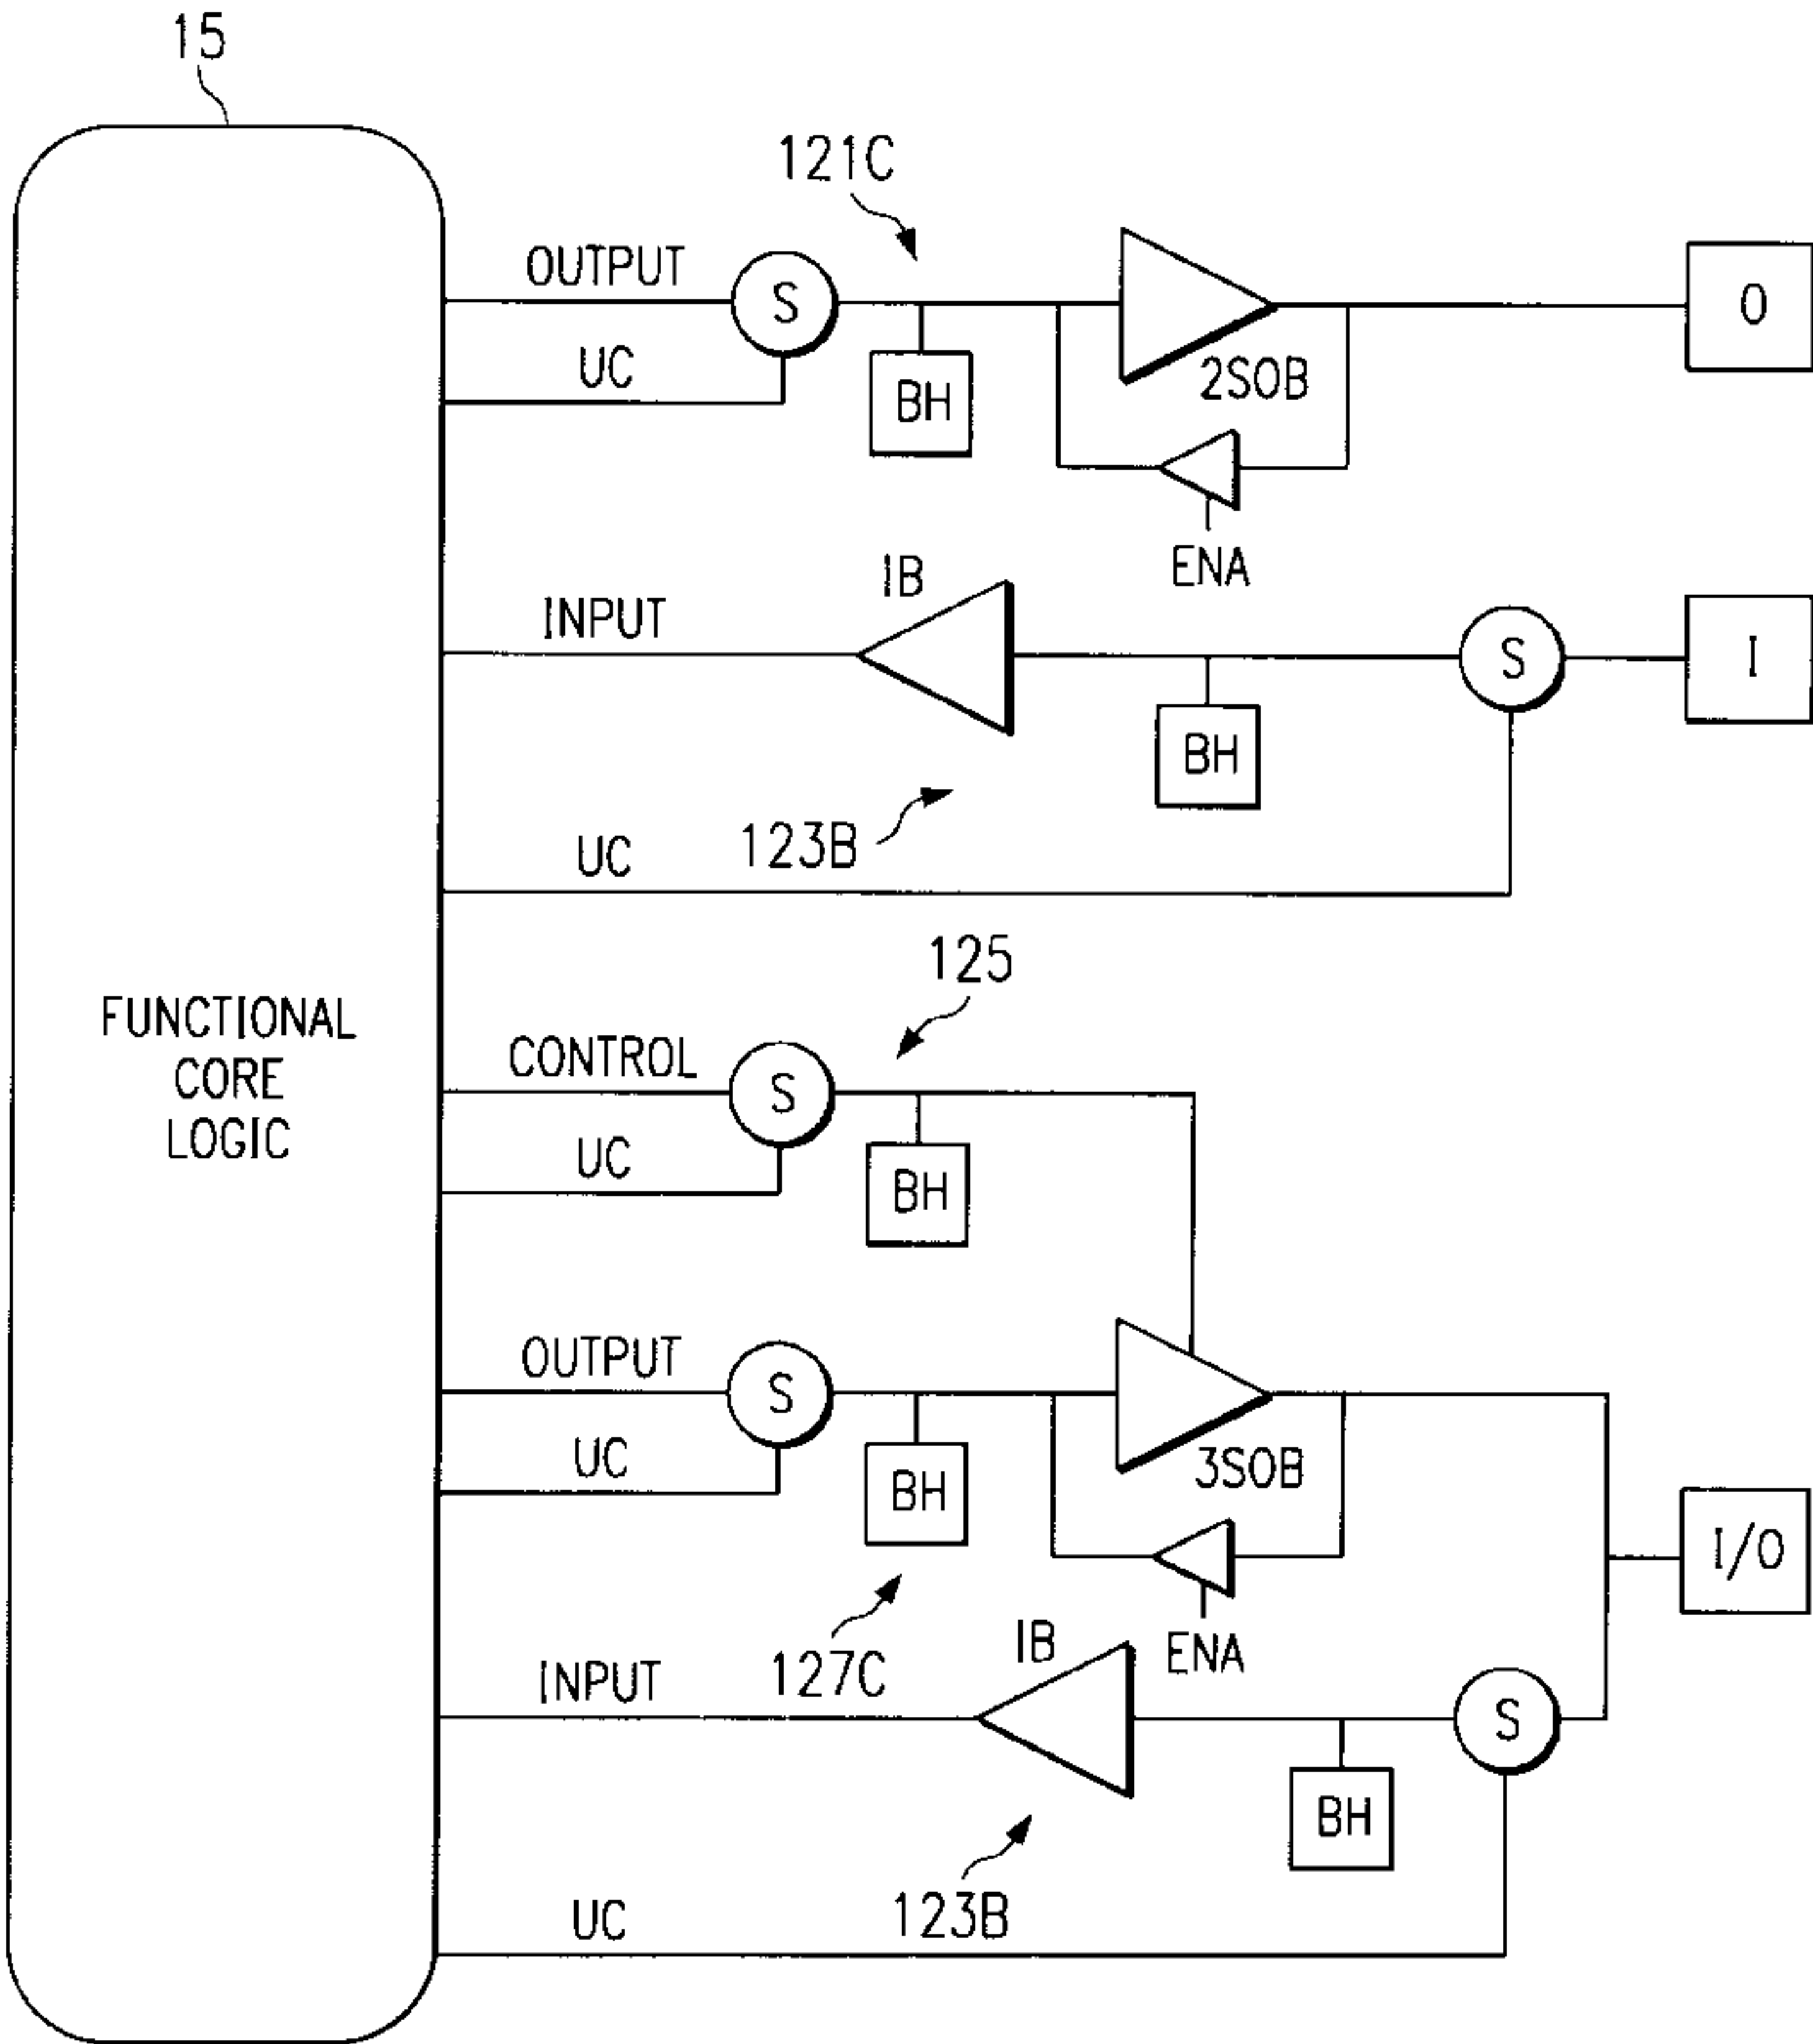 15
121C
OUTPUT
S
O
UC
BH
2SOB
ENA
IB
INPUT
S
I
BH
123B
UC
125
FUNCTIONAL
CORE
LOGIC
CONTROL
S
UC
BH
OUTPUT
S
UC
BH
3SOB
I/O
127C
ENA
IB
INPUT
S
BH
123B
UC